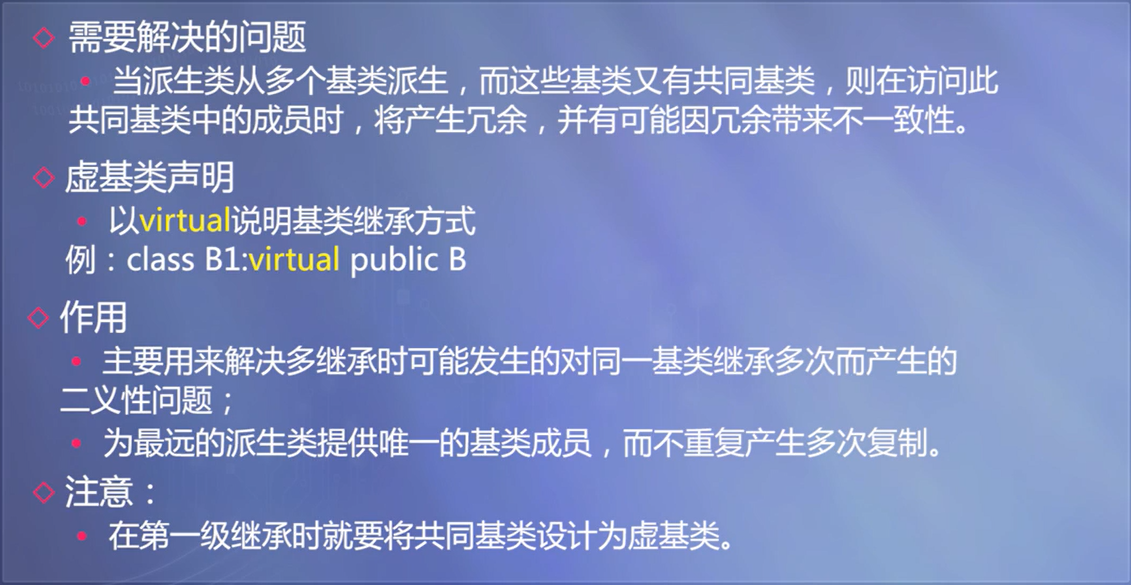 需要解决的问题
当派生类从多个基类派生，而这些基类又有共同基类，则在访问此
共同基类中的成员时，将产生冗余，并有可能因冗余带来不一致性。
虚基类声明
以virtual说明基类继承方式
例：class B1:virtual public B
作用
主要用来解决多继承时可能发生的对同一基类继承多次而产生的
二义性问题；
为最远的派生类提供唯一的基类成员，而不重复产生多次复制。
注意：
在第一级继承时就要将共同基类设计为虚基类。